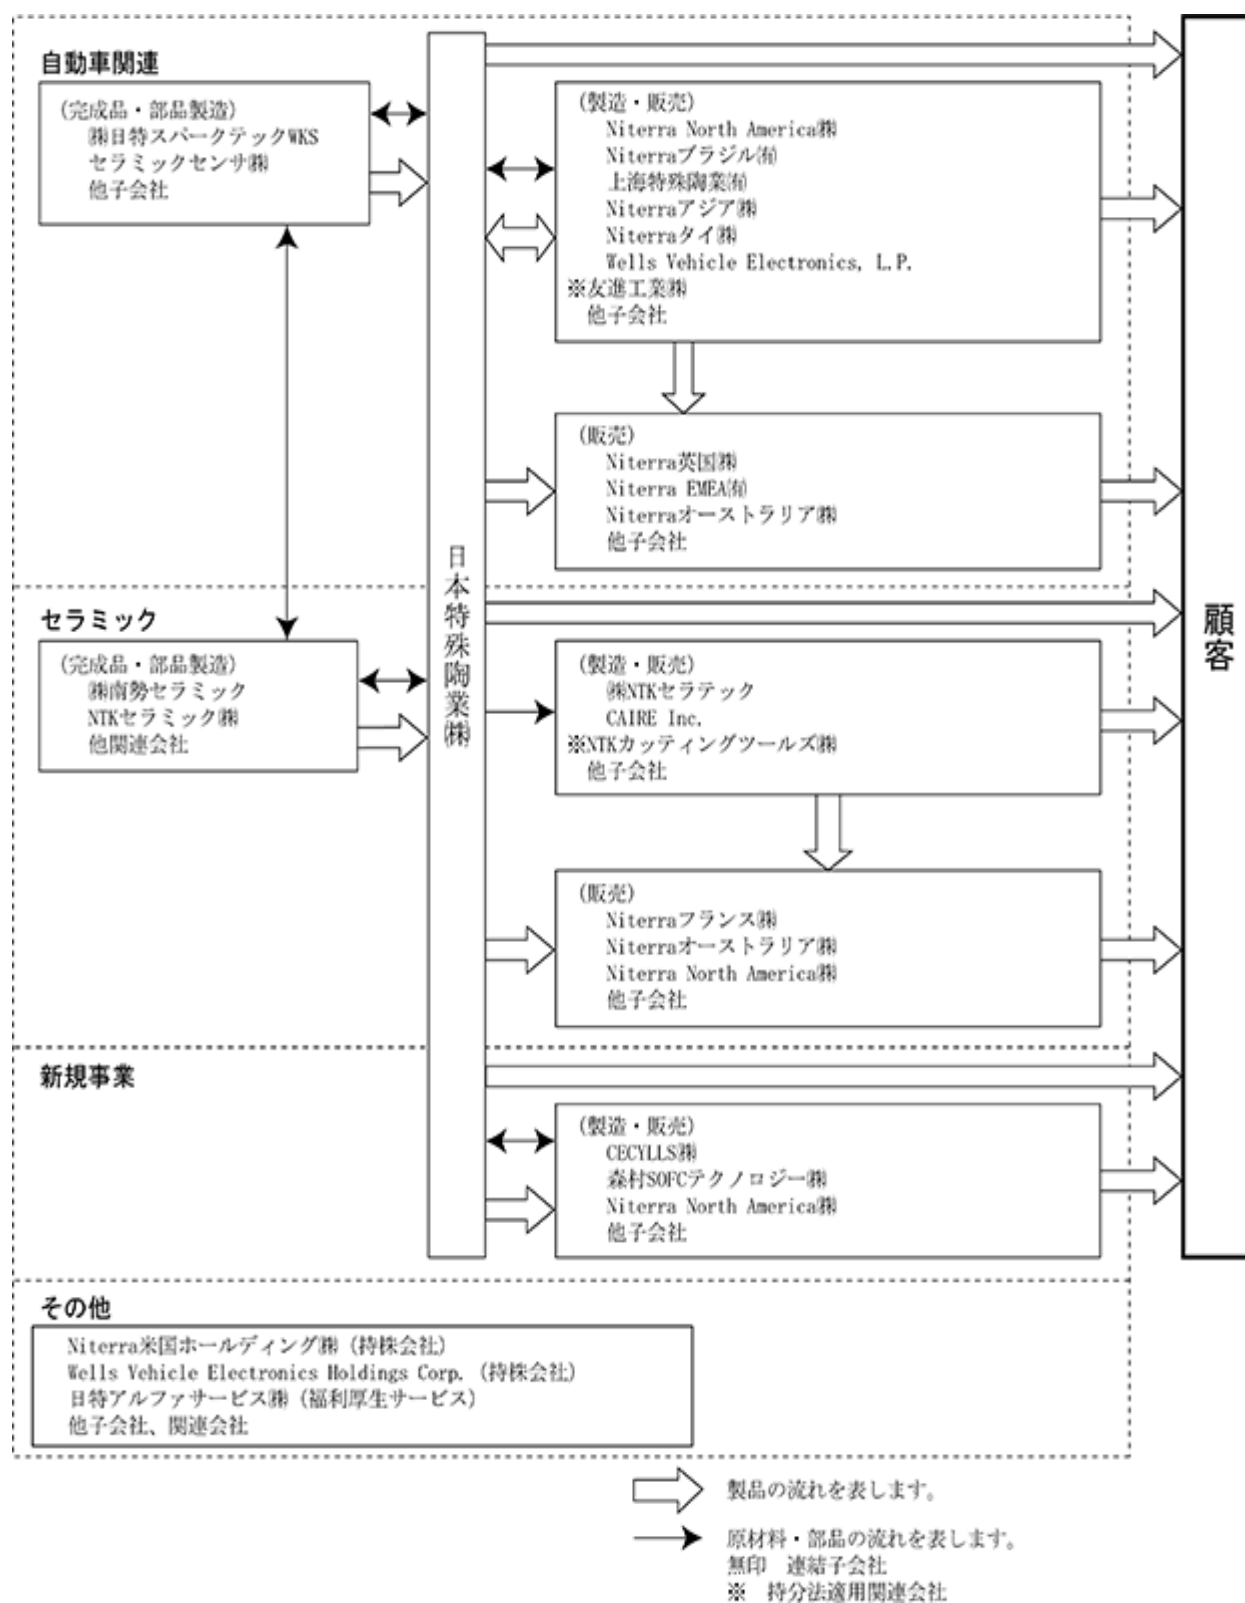 自動車関連
(完成品・部品製造)
㈱日特スパークテックWKS
セラミックセンサ㈱
他子会社
(製造・販売)
Niterra North America㈱
Niterraブラジル㈲
上海特殊陶業㈲
Niterraアジア㈱
Niterraタイ㈱
Wells Vehicle Electronics, L.P.
※友進工業㈱
他子会社
(販売)
Niterra英国㈱
Niterra EMEA㈲
Niterraオーストラリア㈱
他子会社
日本特殊陶業㈱
顧客
セラミック
(完成品・部品製造)
㈱南勢セラミック
NTKセラミック㈱
他関連会社
(製造・販売)
㈱NTKセラテック
CAIRE Inc.
※NTKカッティングツールズ㈱
他子会社
(販売)
Niterraフランス㈱
Niterraオーストラリア㈱
Niterra North America㈱
他子会社
新規事業
(製造・販売)
CECYLLS㈱
森村SOFCテクノロジー㈱
Niterra North America㈱
他子会社
その他
Niterra米国ホールディング㈱ (持株会社)
Wells Vehicle Electronics Holdings Corp. (持株会社)
日特アルファサービス㈱ (福利厚生サービス)
他子会社、関連会社
製品の流れを表します。
原材料・部品の流れを表します。
無印 連結子会社
※ 持分法適用関連会社